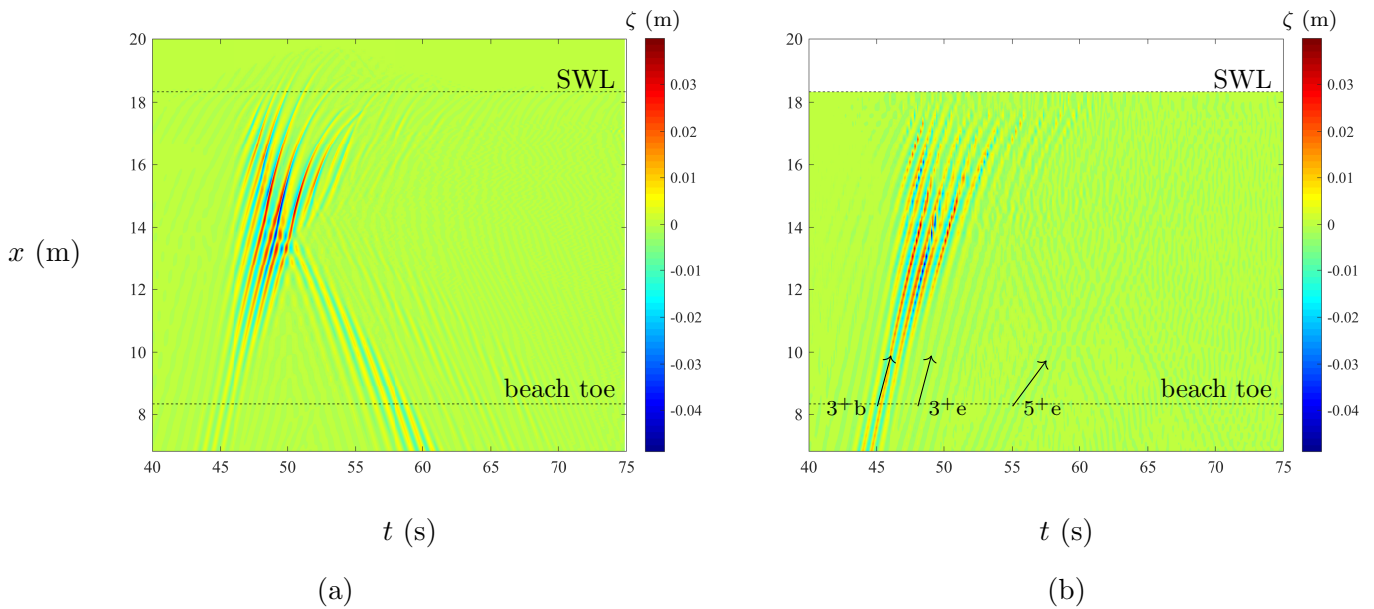 ζ (m)
20
18
16
14
12
10
8
x (m)
SWL
beach toe
40 45 50 55 60 65 70 75
0.03
0.02
0.01
0
-0.01
-0.02
-0.03
-0.04
t (s)
(a)
ζ (m)
20
18
16
14
12
10
8
SWL
beach toe
3⁺b
3⁺e
5⁺e
40 45 50 55 60 65 70 75
0.03
0.02
0.01
0
-0.01
-0.02
-0.03
-0.04
t (s)
(b)